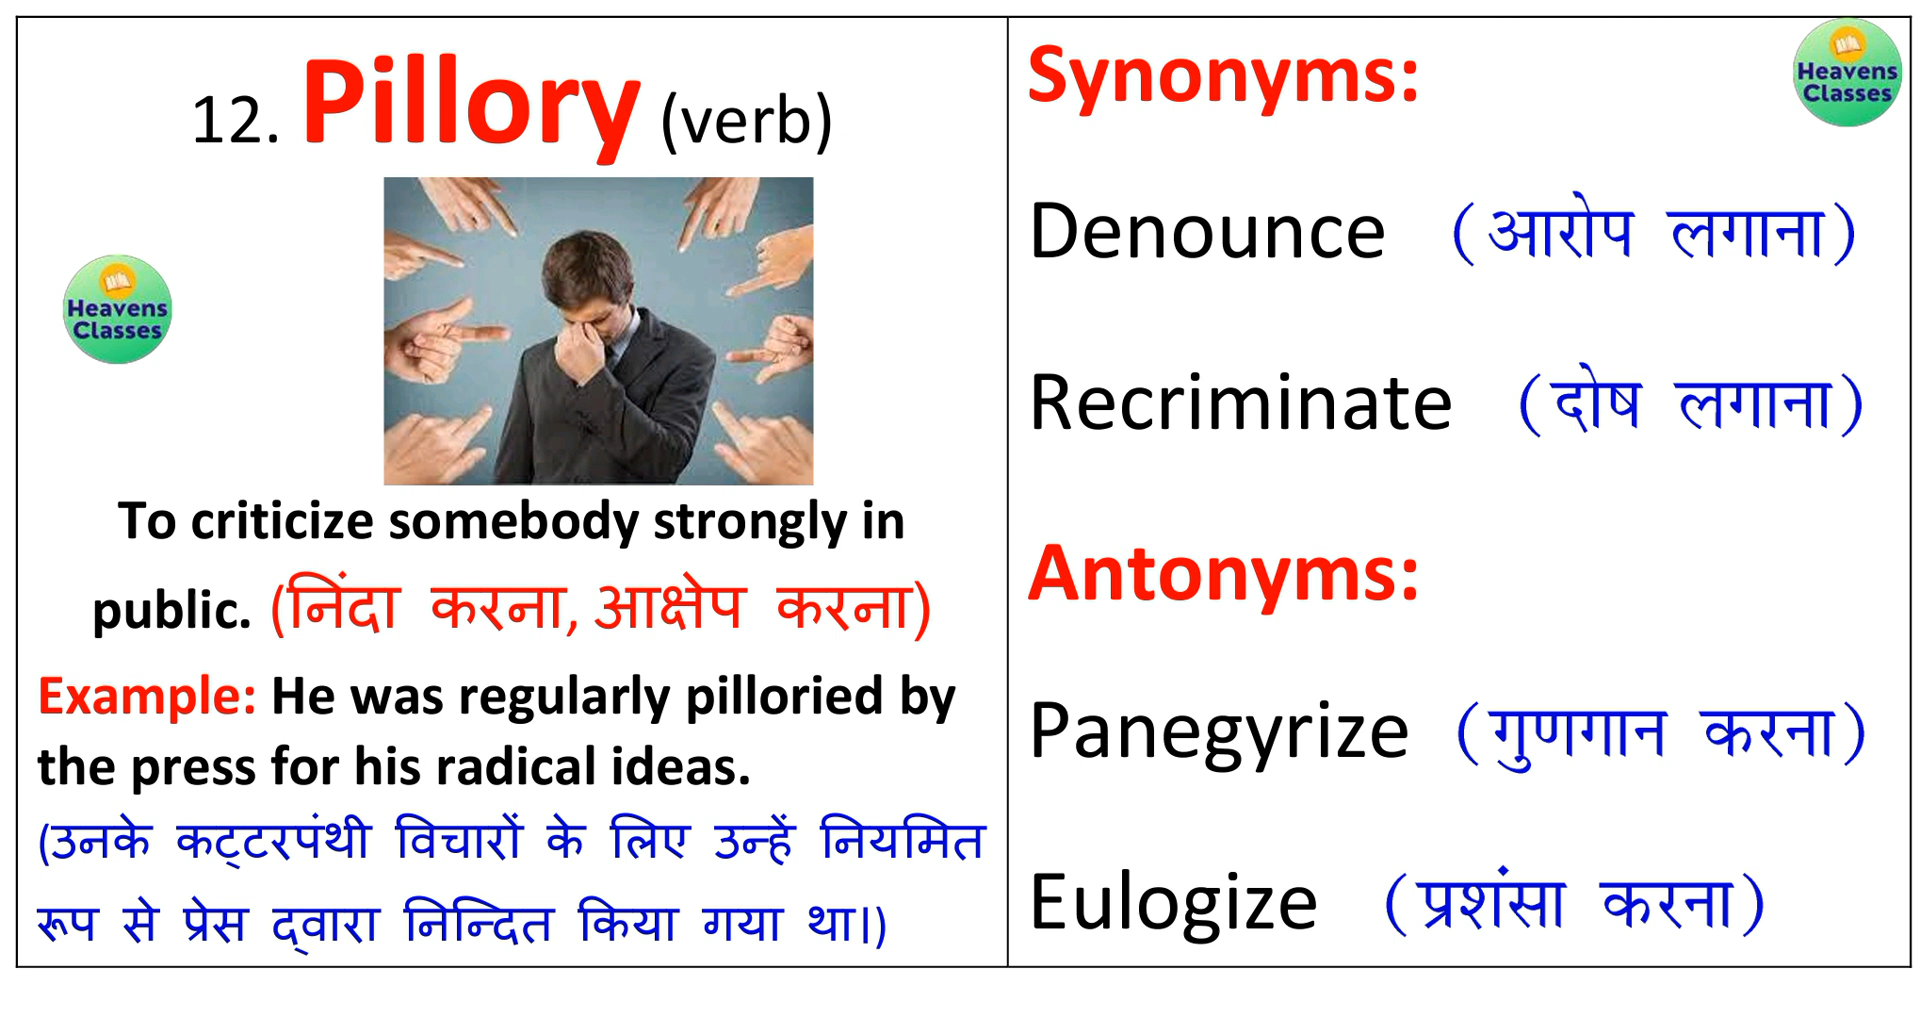 12. Pillory (verb)
Heavens
Classes
To criticize somebody strongly in
public. (निंदा करना, आक्षेप करना)
Example: He was regularly pilloried by
the press for his radical ideas.
(उनके कट्टरपंथी विचारों के लिए उन्हें नियमित
रूप से प्रेस द्वारा निन्दित किया गया था।)
Synonyms:
Heavens
Classes
Denounce (आरोप लगाना)
Recriminate (दोष लगाना)
Antonyms:
Panegyrize (गुणगान करना)
Eulogize (प्रशंसा करना)